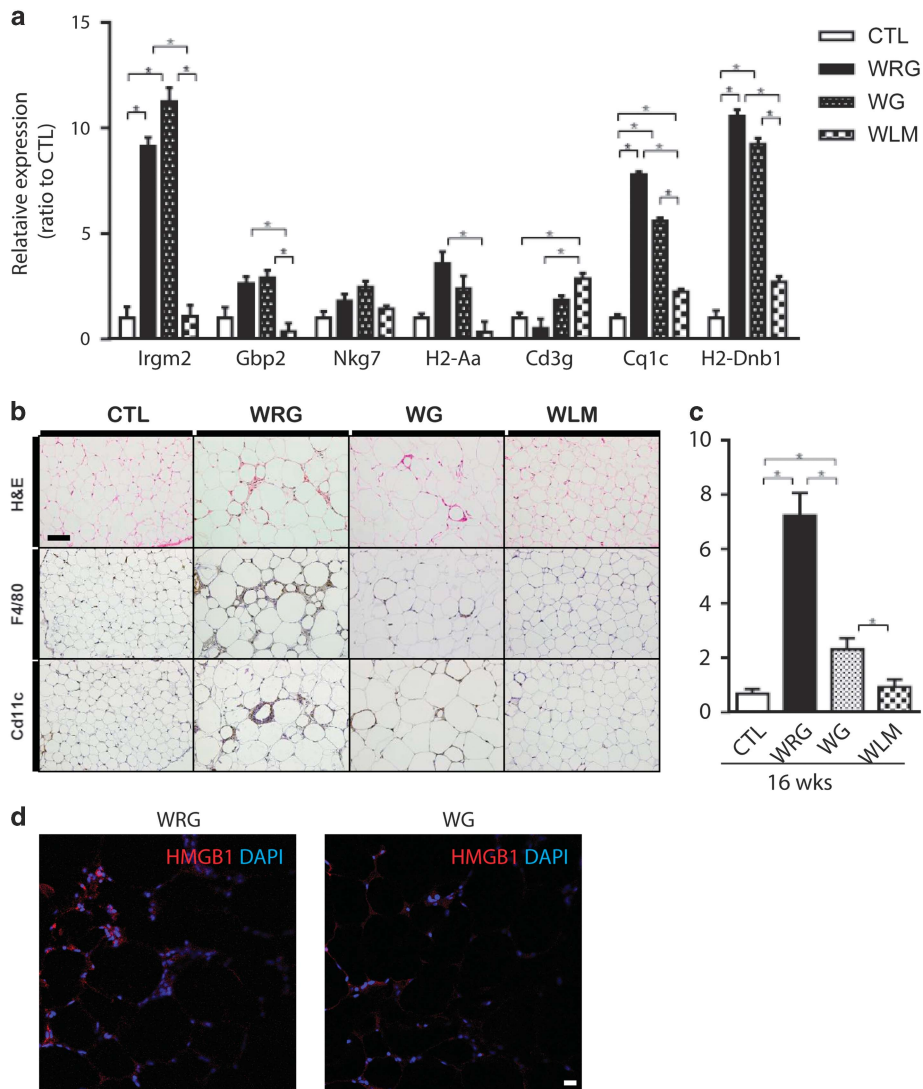 a
15
10
5
0
Relataive expression
(ratio to CTL)
* * * *
* *
*
* *
* * * * *
* * * *
Irgm2 Gbp2 Nkg7 H2-Aa Cd3g Cq1c H2-Dnb1
CTL
WRG
WG
WLM
b
CTL WRG WG WLM
H&E
F4/80
Cd11c
c
10
8
6
4
2
0
* * *
*
CTL WRG WG WLM
16 wks
d
WRG WG
HMGB1 DAPI HMGB1 DAPI